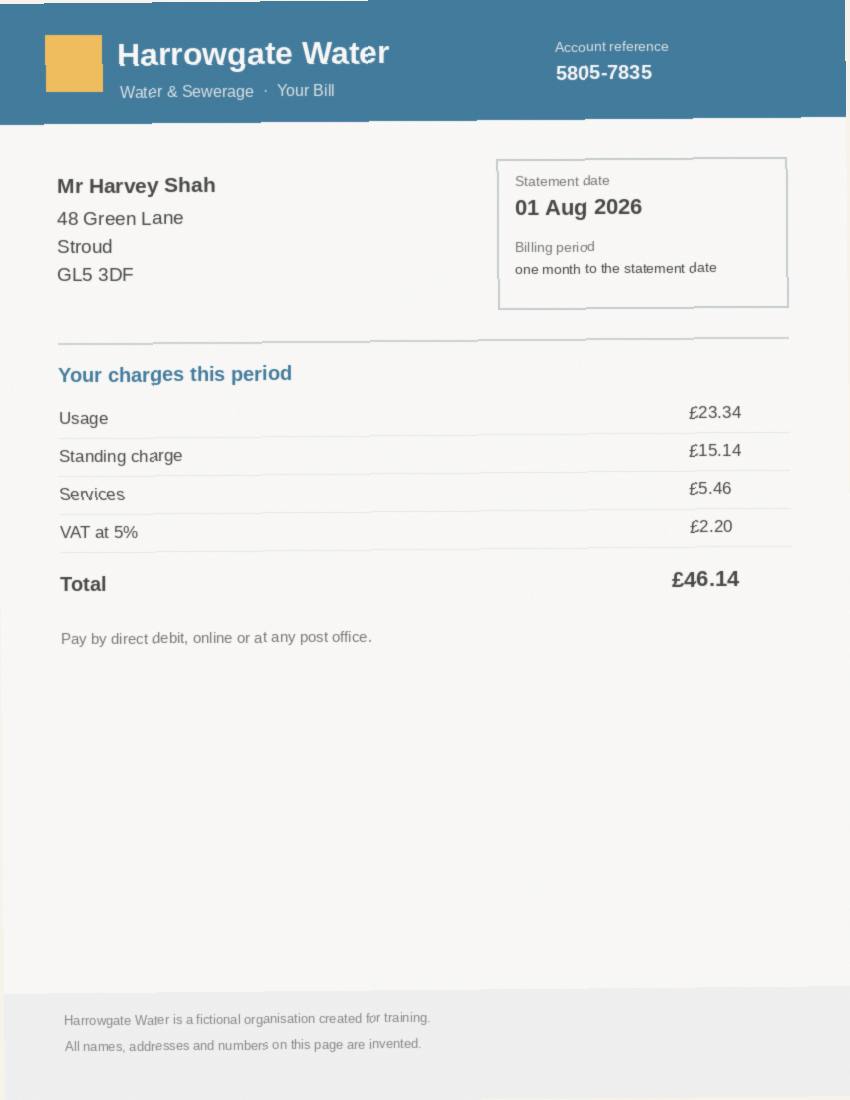 Harrowgate Water
Water & Sewerage · Your Bill
Account reference
5805-7835
Mr Harvey Shah
48 Green Lane
Stroud
GL5 3DF
Statement date
01 Aug 2026
Billing period
one month to the statement date
Your charges this period
Usage £23.34
Standing charge £15.14
Services £5.46
VAT at 5% £2.20
Total £46.14
Pay by direct debit, online or at any post office.
Harrowgate Water is a fictional organisation created for training.
All names, addresses and numbers on this page are invented.